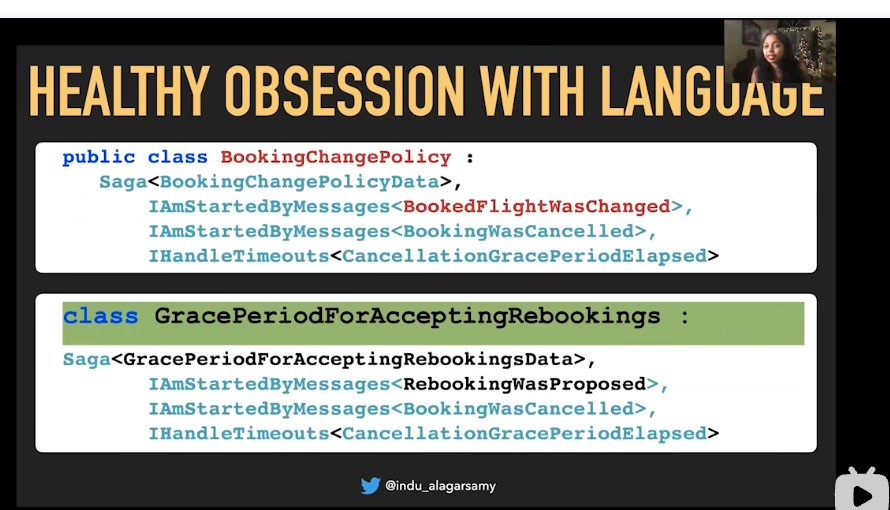 HEALTHY OBSESSION WITH LANGUAGE
public class BookingChangePolicy :
Saga<BookingChangePolicyData>,
IAmStartedByMessages<BookedFlightWasChanged>,
IAmStartedByMessages<BookingWasCancelled>,
IHandleTimeouts<CancellationGracePeriodElapsed>
class GracePeriodForAcceptingRebookings :
Saga<GracePeriodForAcceptingRebookingsData>,
IAmStartedByMessages<RebookingWasProposed>,
IAmStartedByMessages<BookingWasCancelled>,
IHandleTimeouts<CancellationGracePeriodElapsed>
@indu_alagarsamy